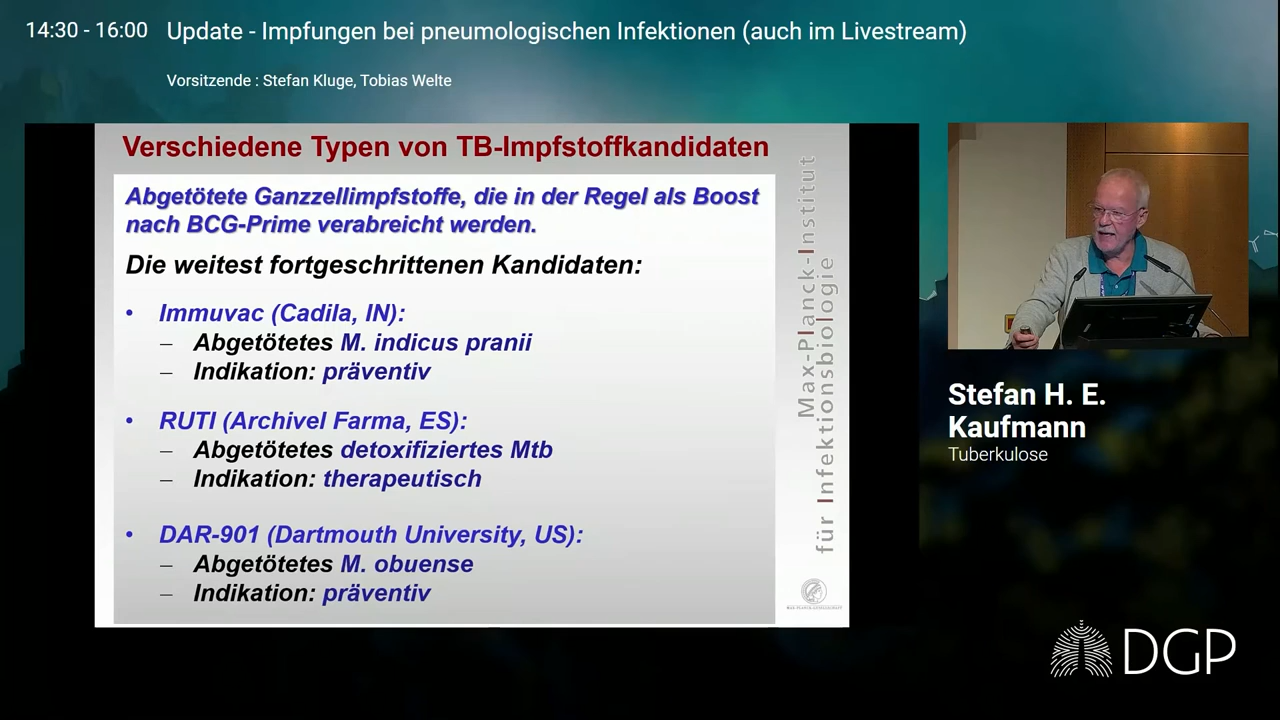 14:30 - 16:00 Update - Impfungen bei pneumologischen Infektionen (auch im Livestream)
Vorsitzende : Stefan Kluge, Tobias Welte
Verschiedene Typen von TB-Impfstoffkandidaten
Abgetötete Ganzzellimpfstoffe, die in der Regel als Boost
nach BCG-Prime verabreicht werden.
Die weitest fortgeschrittenen Kandidaten:
• Immuvac (Cadila, IN):
– Abgetötetes M. indicus pranii
– Indikation: präventiv
• RUTI (Archivel Farma, ES):
– Abgetötetes detoxifiziertes Mtb
– Indikation: therapeutisch
• DAR-901 (Dartmouth University, US):
– Abgetötetes M. obuense
– Indikation: präventiv
Max-Planck-Institut
für Infektionsbiologie
MAX-PLANCK-GESELLSCHAFT
Stefan H. E.
Kaufmann
Tuberkulose
DGP